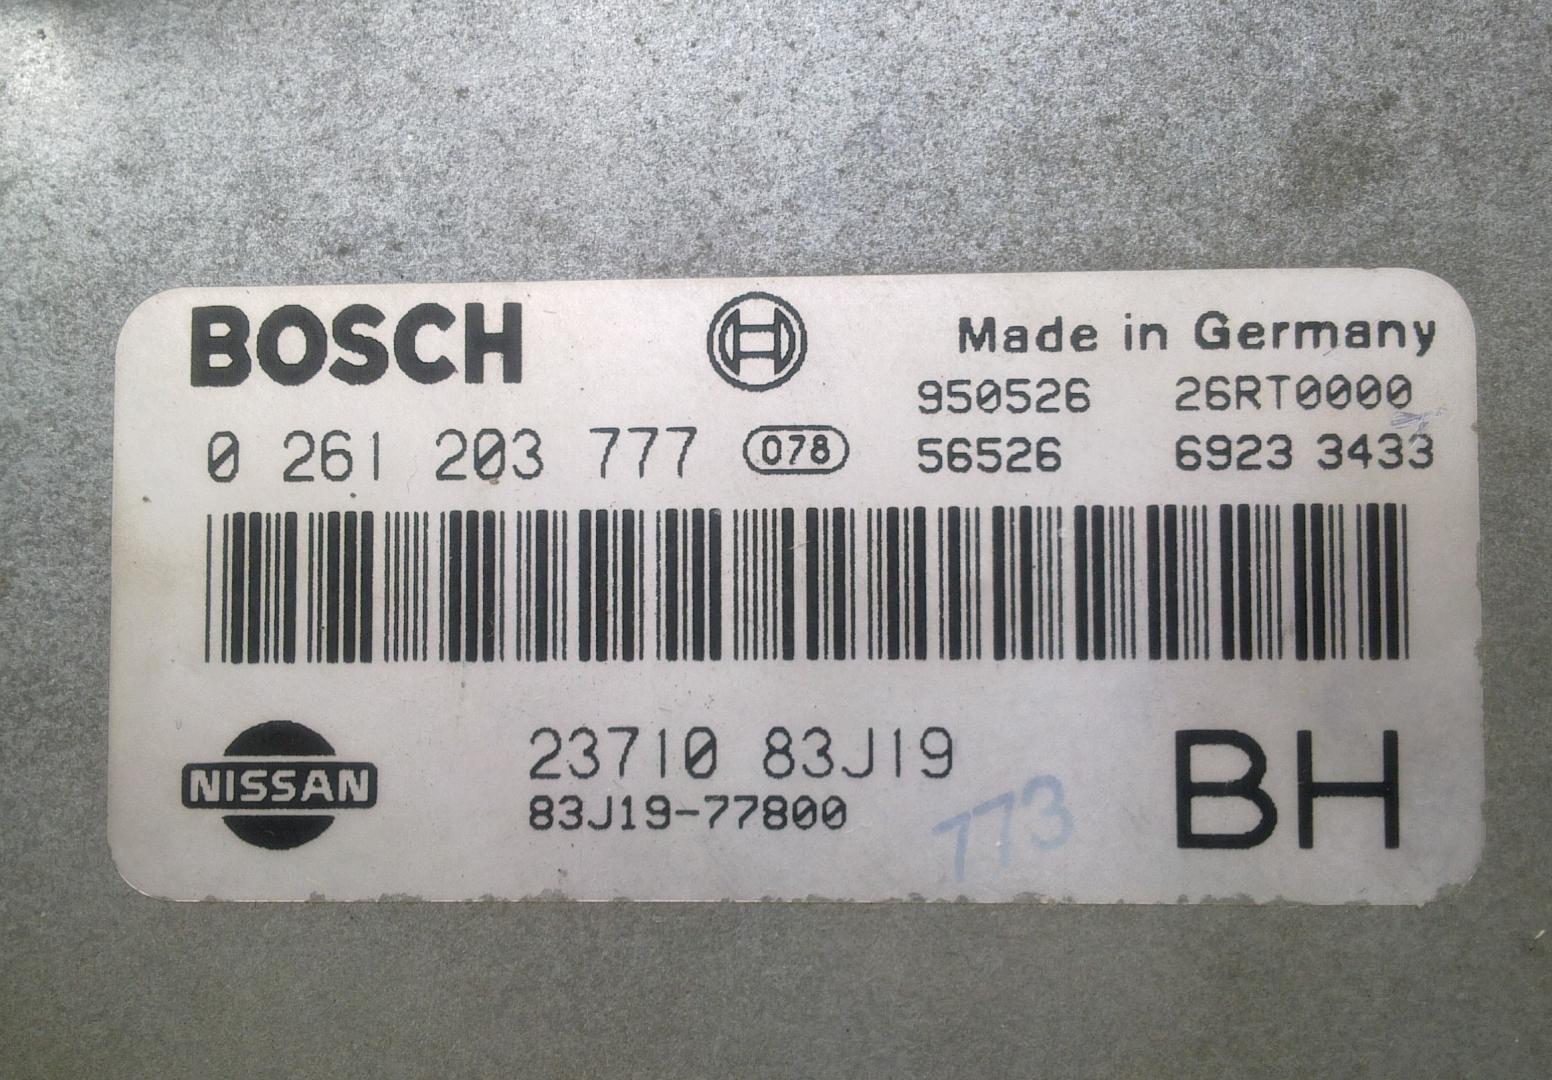 BOSCH
Made in Germany
950526 26RT0000
0 261 203 777 078 56526 6923 3433
NISSAN
23710 83J19
83J19-77800
BH
773